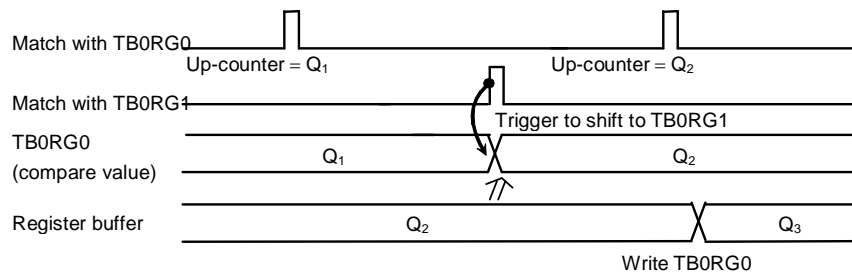 Match with TB0RG0
Up-counter = Q1
Up-counter = Q2
Match with TB0RG1
Trigger to shift to TB0RG1
TB0RG0
(compare value)
Q1
Q2
Register buffer
Q2
Q3
Write TB0RG0